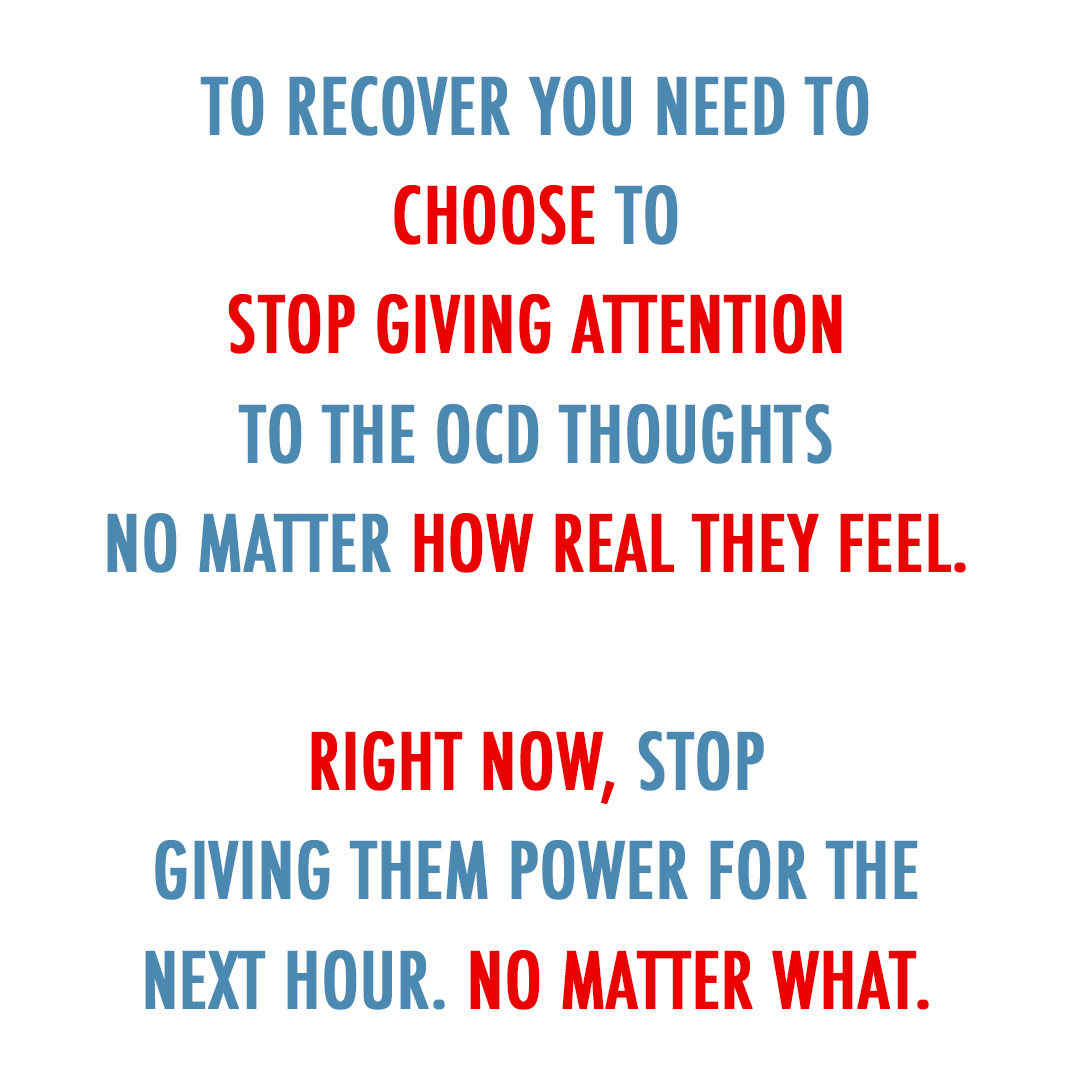 TO RECOVER YOU NEED TO
CHOOSE TO
STOP GIVING ATTENTION
TO THE OCD THOUGHTS
NO MATTER HOW REAL THEY FEEL.
RIGHT NOW, STOP
GIVING THEM POWER FOR THE
NEXT HOUR. NO MATTER WHAT.